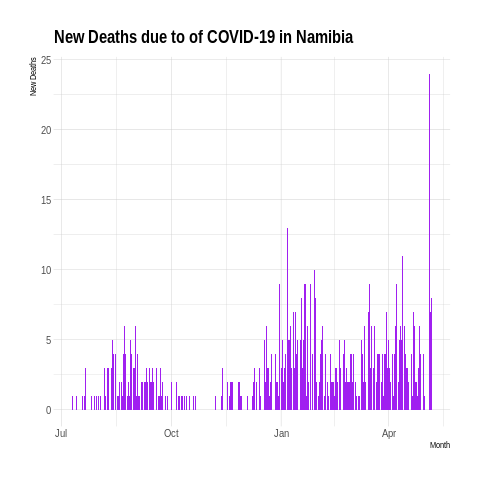 New Deaths due to of COVID-19 in Namibia
New Deaths
25
20
15
10
5
0
Jul
Oct
Jan
Apr
Month